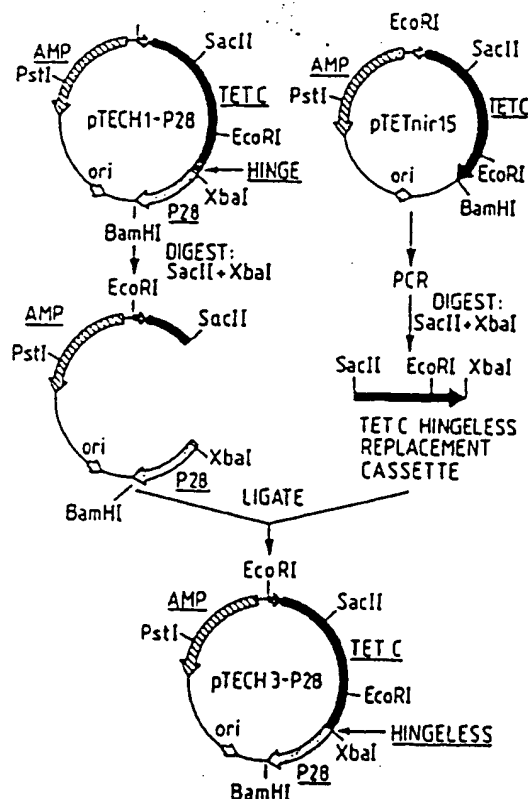 AMP
SacII
PstI
TET C
pTECH1-P28
EcoRI
ori
HINGE
XbaI
P28
BamHI
EcoRI
AMP
SacII
PstI
TETC
pTETnir15
ori
EcoRI
BamHI
DIGEST:
SacII+XbaI
EcoRI
AMP
SacII
PstI
ori
XbaI
P28
BamHI
PCR
DIGEST:
SacII+XbaI
SacII EcoRI XbaI
TET C HINGELESS
REPLACEMENT
CASSETTE
LIGATE
EcoRI
AMP
SacII
PstI
TET C
pTECH3-P28
EcoRI
ori
HINGELESS
XbaI
P28
BamHI